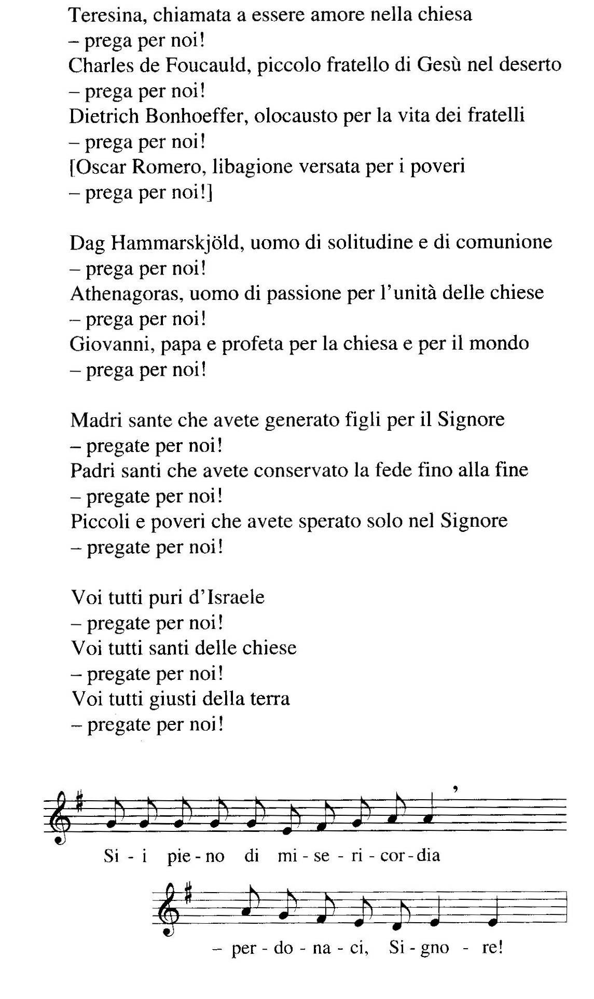 Teresina, chiamata a essere amore nella chiesa
– prega per noi!
Charles de Foucauld, piccolo fratello di Gesù nel deserto
– prega per noi!
Dietrich Bonhoeffer, olocausto per la vita dei fratelli
– prega per noi!
[Oscar Romero, libagione versata per i poveri
– prega per noi!]
Dag Hammarskjöld, uomo di solitudine e di comunione
– prega per noi!
Athenagoras, uomo di passione per l'unità delle chiese
– prega per noi!
Giovanni, papa e profeta per la chiesa e per il mondo
– prega per noi!
Madri sante che avete generato figli per il Signore
– pregate per noi!
Padri santi che avete conservato la fede fino alla fine
– pregate per noi!
Piccoli e poveri che avete sperato solo nel Signore
– pregate per noi!
Voi tutti puri d'Israele
– pregate per noi!
Voi tutti santi delle chiese
– pregate per noi!
Voi tutti giusti della terra
– pregate per noi!
Si - i pie - no di mi - se - ri - cor - dia
– per - do - na - ci, Si - gno - re!